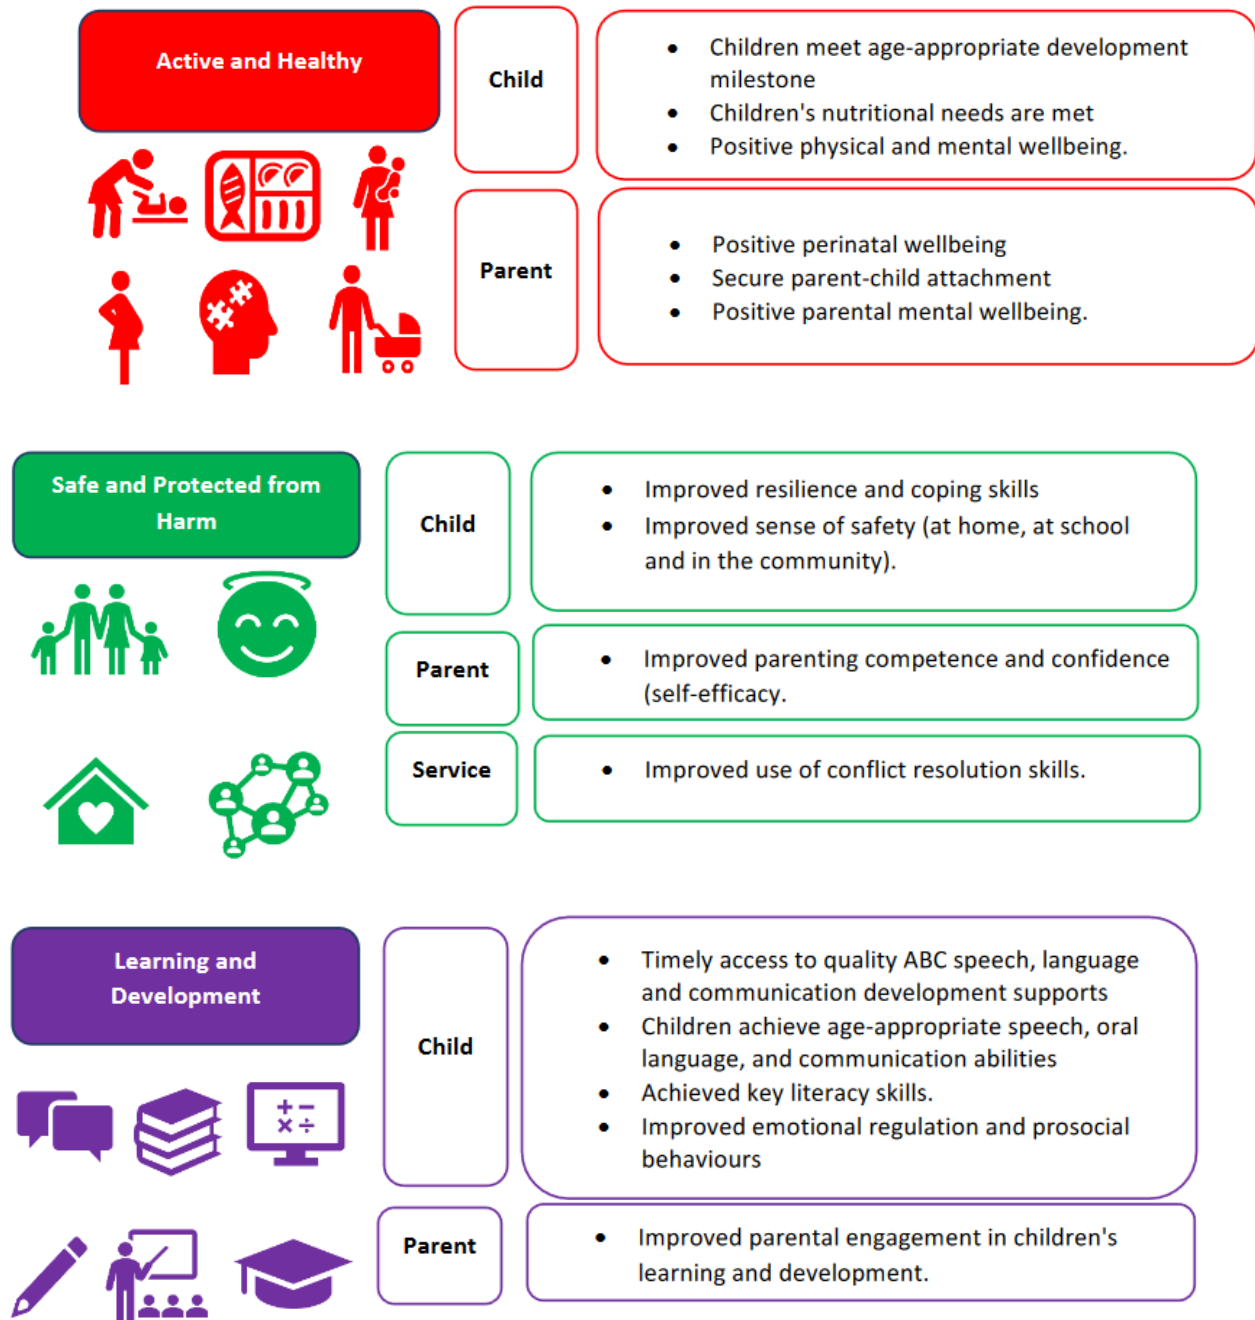 Active and Healthy
Child
• Children meet age-appropriate development
milestone
• Children's nutritional needs are met
• Positive physical and mental wellbeing.
Parent
• Positive perinatal wellbeing
• Secure parent-child attachment
• Positive parental mental wellbeing.
Safe and Protected from
Harm
Child
• Improved resilience and coping skills
• Improved sense of safety (at home, at school
and in the community).
Parent
• Improved parenting competence and confidence
(self-efficacy.
Service
• Improved use of conflict resolution skills.
Learning and
Development
Child
• Timely access to quality ABC speech, language
and communication development supports
• Children achieve age-appropriate speech, oral
language, and communication abilities
• Achieved key literacy skills.
• Improved emotional regulation and prosocial
behaviours
+ −
× ÷
Parent
• Improved parental engagement in children's
learning and development.